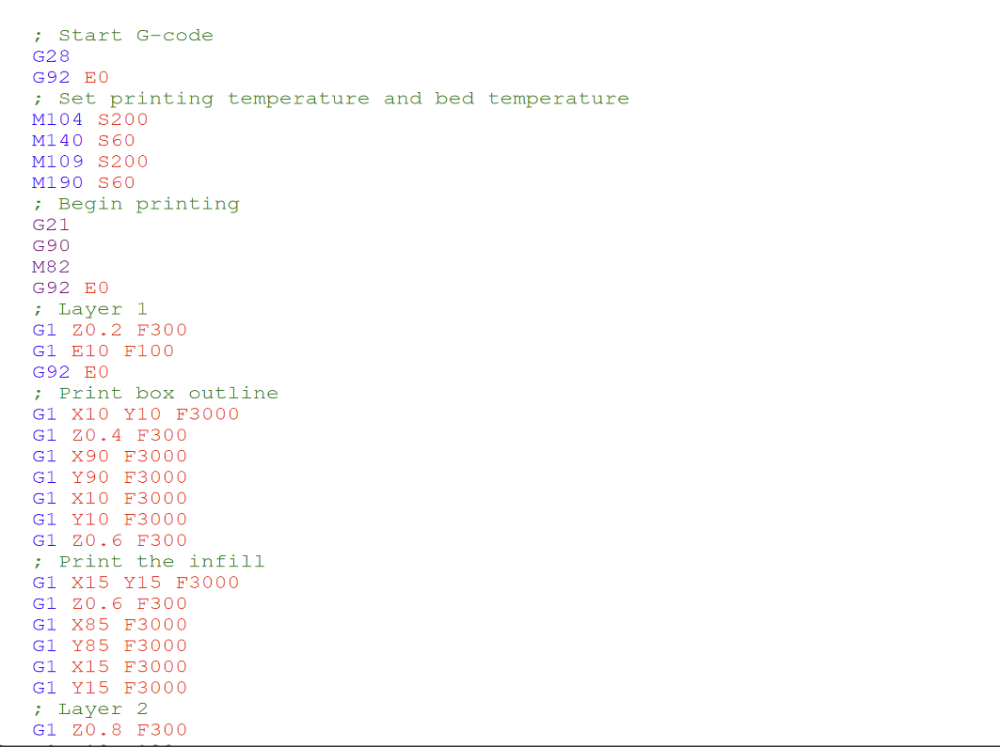 ; Start G-code
G28
G92 E0
; Set printing temperature and bed temperature
M104 S200
M140 S60
M109 S200
M190 S60
; Begin printing
G21
G90
M82
G92 E0
; Layer 1
G1 Z0.2 F300
G1 E10 F100
G92 E0
; Print box outline
G1 X10 Y10 F3000
G1 Z0.4 F300
G1 X90 F3000
G1 Y90 F3000
G1 X10 F3000
G1 Y10 F3000
G1 Z0.6 F300
; Print the infill
G1 X15 Y15 F3000
G1 Z0.6 F300
G1 X85 F3000
G1 Y85 F3000
G1 X15 F3000
G1 Y15 F3000
; Layer 2
G1 Z0.8 F300